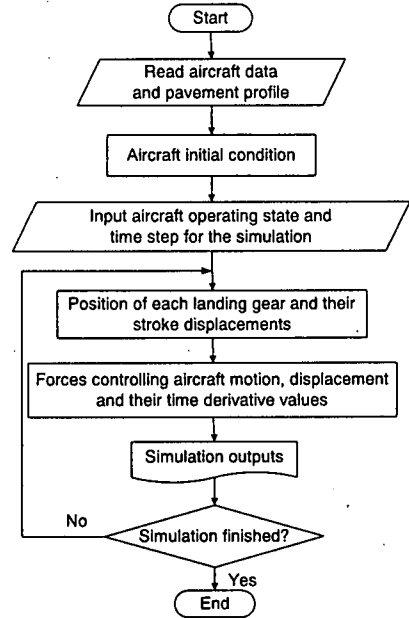 Start
Read aircraft data
and pavement profile
Aircraft initial condition
Input aircraft operating state and
time step for the simulation
Position of each landing gear and their
stroke displacements
Forces controlling aircraft motion, displacement
and their time derivative values
Simulation outputs
No
Simulation finished?
Yes
End